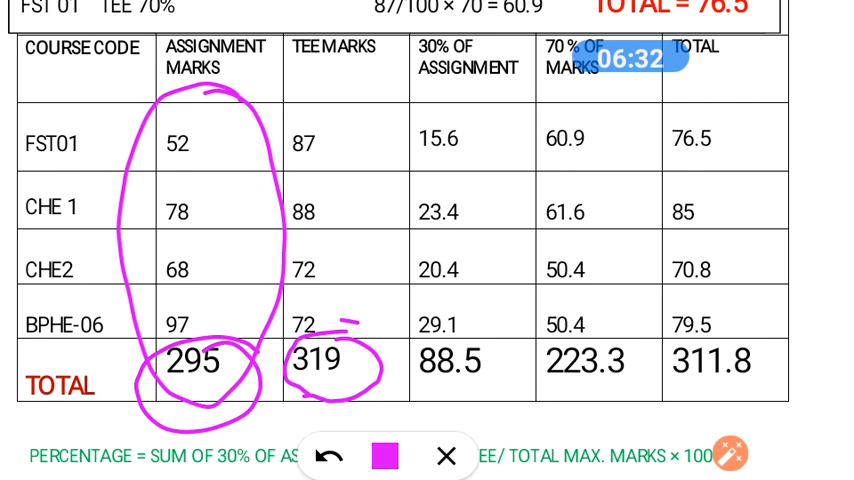 FST 01 TEE 70% 87/100 × 70 = 60.9 TOTAL = 76.5
COURSE CODE ASSIGNMENT MARKS TEE MARKS 30% OF ASSIGNMENT 70 % OF MARKS TOTAL
06:32
FST01 52 87 15.6 60.9 76.5
CHE 1 78 88 23.4 61.6 85
CHE2 68 72 20.4 50.4 70.8
BPHE-06 97 72 29.1 50.4 79.5
TOTAL 295 319 88.5 223.3 311.8
PERCENTAGE = SUM OF 30% OF AS EE/ TOTAL MAX. MARKS × 100